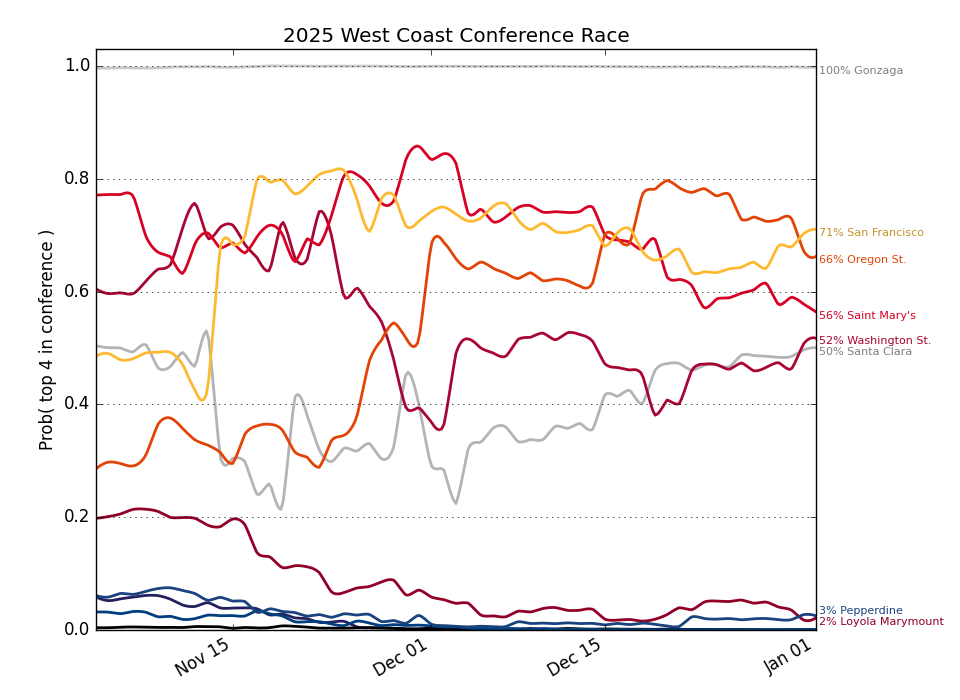 2025 West Coast Conference Race
Prob( top 4 in conference )
1.0
0.8
0.6
0.4
0.2
0.0
Nov 15
Dec 01
Dec 15
Jan 01
100% Gonzaga
71% San Francisco
66% Oregon St.
56% Saint Mary's
52% Washington St.
50% Santa Clara
3% Pepperdine
2% Loyola Marymount